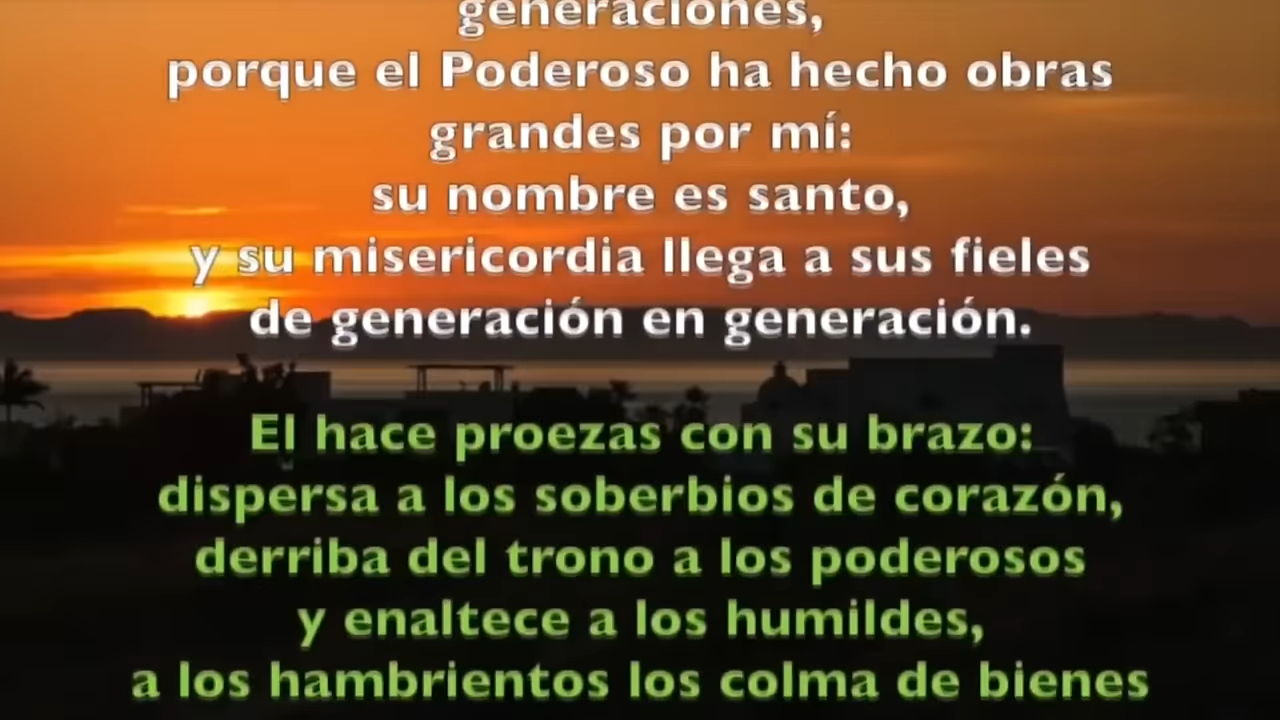 generaciones,
porque el Poderoso ha hecho obras
grandes por mí:
su nombre es santo,
y su misericordia llega a sus fieles
de generación en generación.
El hace proezas con su brazo:
dispersa a los soberbios de corazón,
derriba del trono a los poderosos
y enaltece a los humildes,
a los hambrientos los colma de bienes